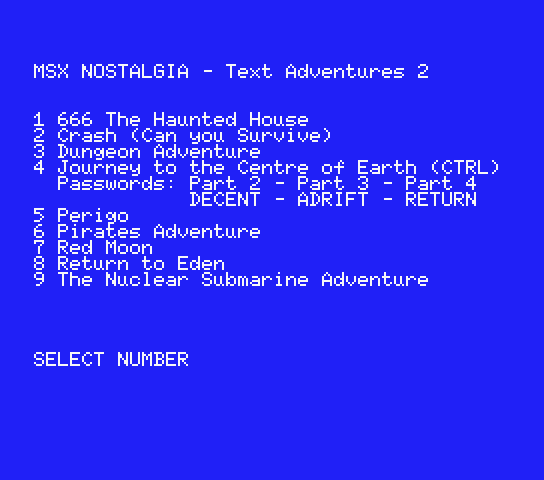 MSX NOSTALGIA - Text Adventures 2
1 666 The Haunted House
2 Crash (Can you Survive)
3 Dungeon Adventure
4 Journey to the Centre of Earth (CTRL)
Passwords: Part 2 - Part 3 - Part 4
DECENT - ADRIFT - RETURN
5 Perigo
6 Pirates Adventure
7 Red Moon
8 Return to Eden
9 The Nuclear Submarine Adventure
SELECT NUMBER